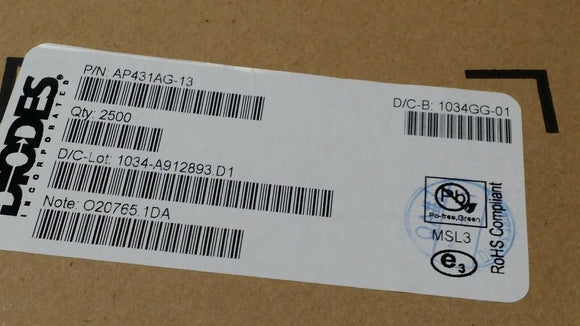 DIODES®
INCORPORATED
P/N: AP431AG-13
Qty: 2500
D/C-Lot: 1034-A912893 D1
Note: O20765.1DA
D/C-B: 1034GG-01
Pb
Pb-free,Green
MSL3
e3
RoHS Compliant